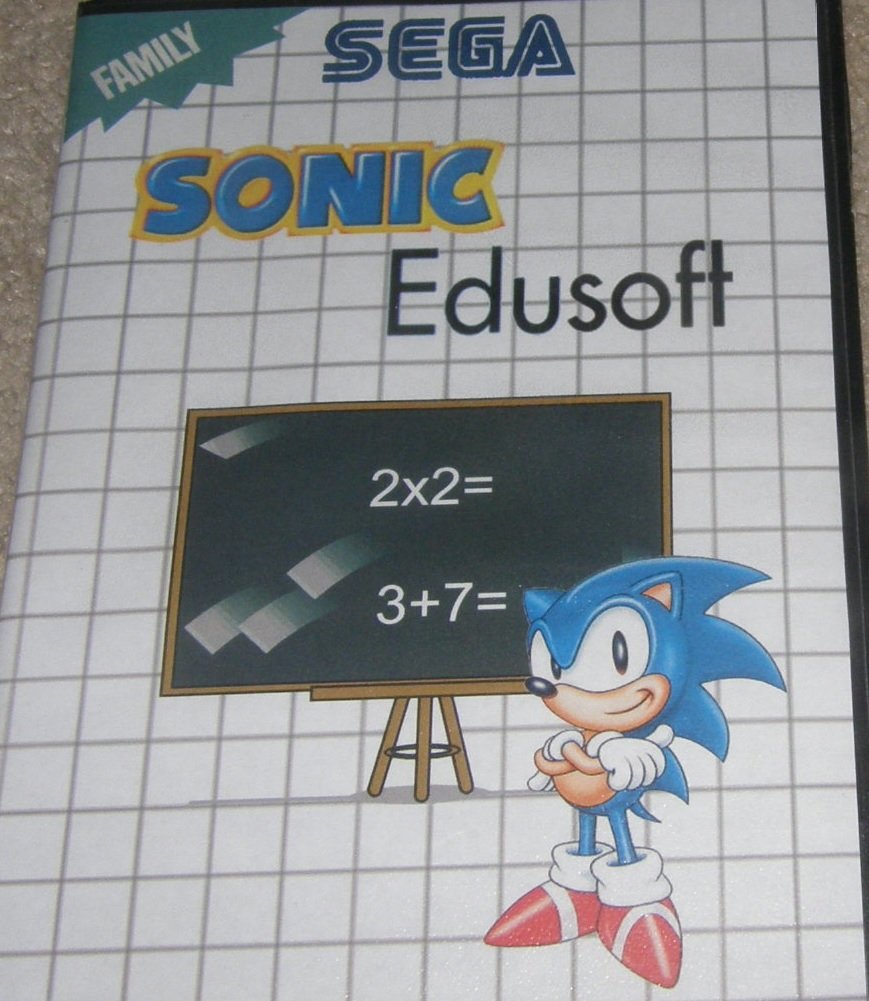 FAMILY
SEGA
SONIC
Edusoft
2x2=
3+7=